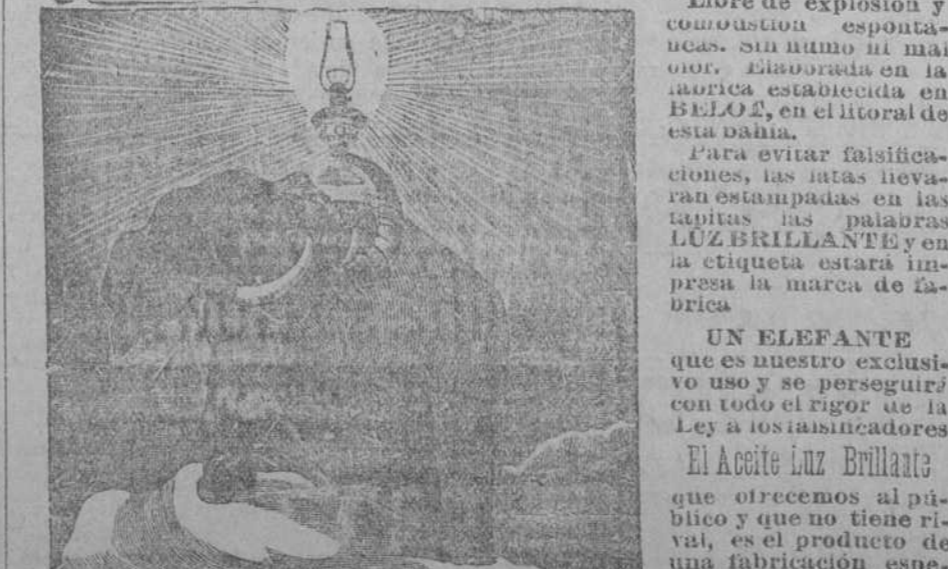 Libre de explosión y
combustión espontá-
neas. Sin humo ni mal
olor. Elaborada en la
fábrica establecida en
BELOT, en el litoral de
esta bahía.
Para evitar falsifica-
ciones, las latas lleva-
rán estampadas en las
tapitas las palabras
LUZ BRILLANTE y en
la etiqueta estará im-
presa la marca de fá-
brica
UN ELEFANTE
que es nuestro exclusi-
vo uso y se perseguirá
con todo el rigor de la
Ley a los falsificadores
El Aceite Luz Brillante
que ofrecemos al pú-
blico y que no tiene ri-
val, es el producto de
una fabricación espe-